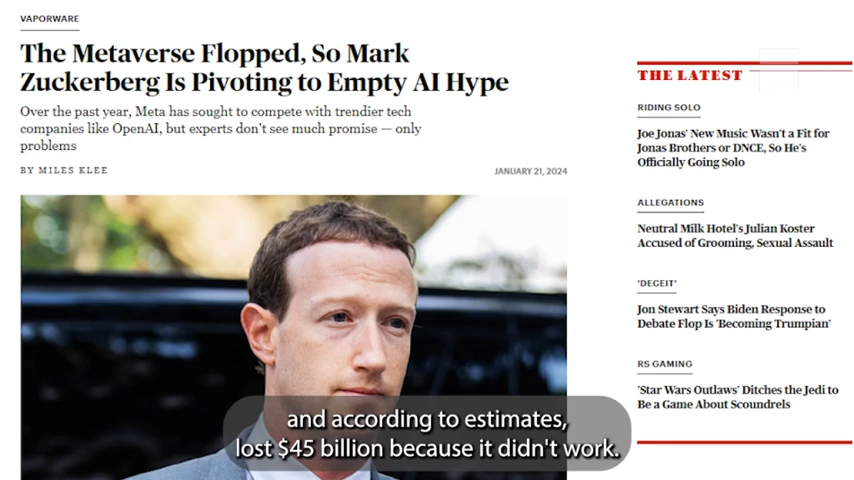 VAPORWARE
The Metaverse Flopped, So Mark
Zuckerberg Is Pivoting to Empty AI Hype
Over the past year, Meta has sought to compete with trendier tech
companies like OpenAI, but experts don't see much promise — only
problems
BY MILES KLEE
JANUARY 21, 2024
THE LATEST
RIDING SOLO
Joe Jonas' New Music Wasn't a Fit for
Jonas Brothers or DNCE, So He's
Officially Going Solo
ALLEGATIONS
Neutral Milk Hotel's Julian Koster
Accused of Grooming, Sexual Assault
'DECEIT'
Jon Stewart Says Biden Response to
Debate Flop Is 'Becoming Trumpian'
RS GAMING
'Star Wars Outlaws' Ditches the Jedi to
Be a Game About Scoundrels
and according to estimates,
lost $45 billion because it didn't work.